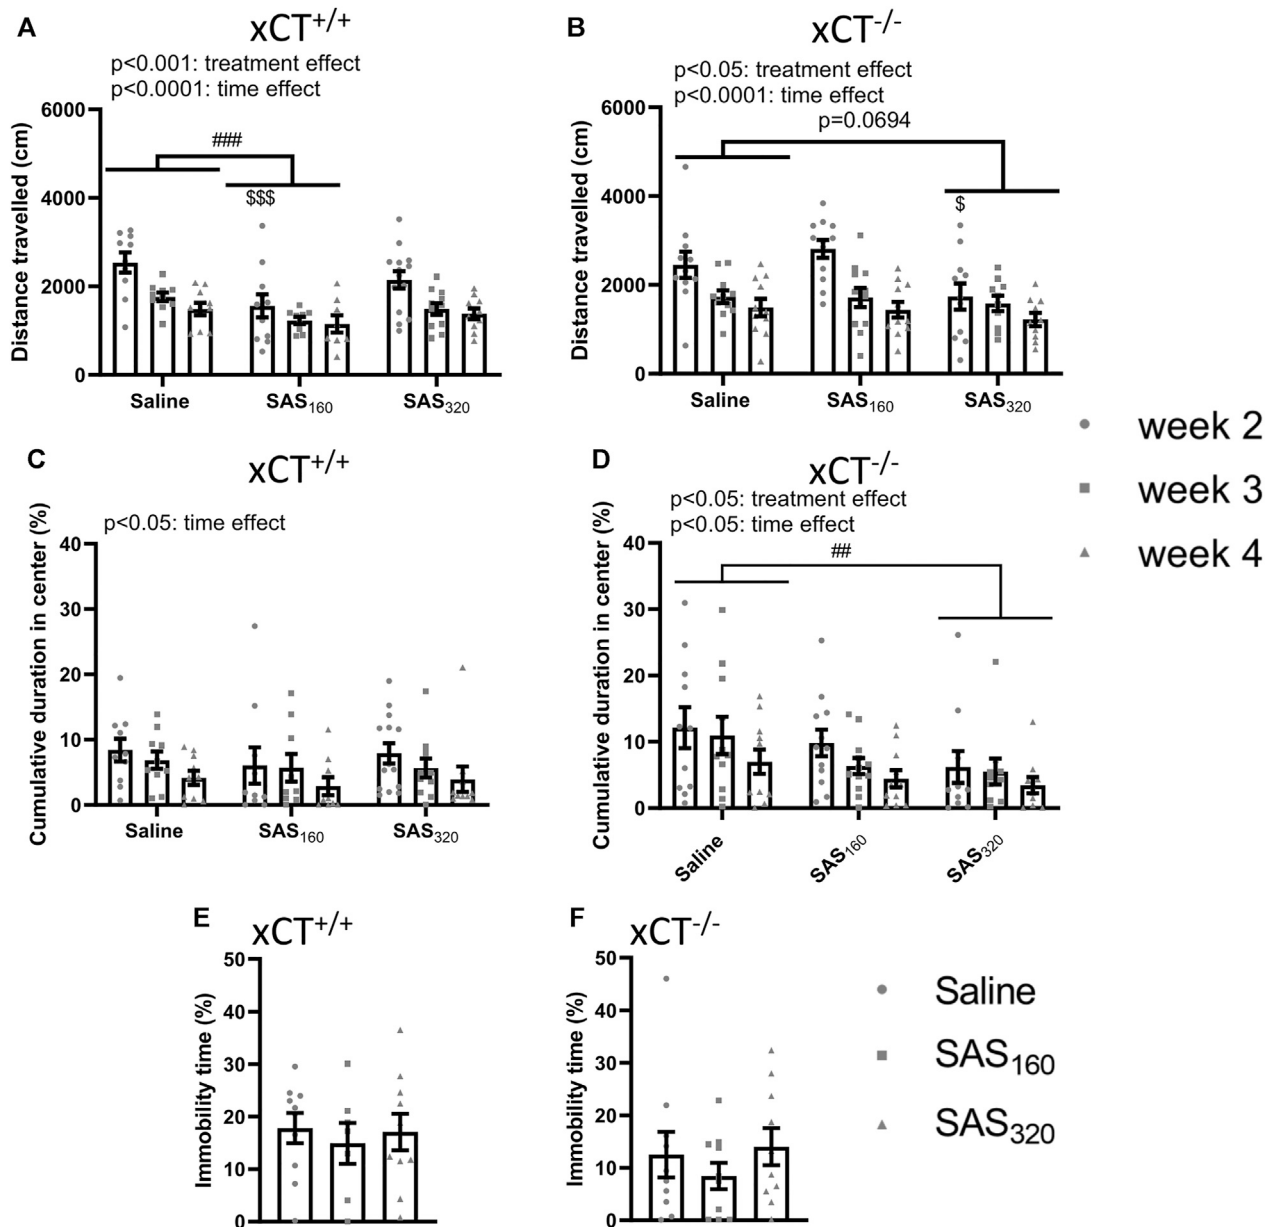 A
xCT+/+
p<0.001: treatment effect
p<0.0001: time effect
###
$$$
Distance travelled (cm)
6000
4000
2000
0
Saline
SAS160
SAS320
B
xCT-/-
p<0.05: treatment effect
p<0.0001: time effect
p=0.0694
$
Distance travelled (cm)
6000
4000
2000
0
Saline
SAS160
SAS320
week 2
week 3
week 4
C
xCT+/+
p<0.05: time effect
Cumulative duration in center (%)
40
30
20
10
0
Saline
SAS160
SAS320
D
xCT-/-
p<0.05: treatment effect
p<0.05: time effect
##
Cumulative duration in center (%)
40
30
20
10
0
Saline
SAS160
SAS320
E
xCT+/+
Immobility time (%)
50
40
30
20
10
0
F
xCT-/-
Immobility time (%)
50
40
30
20
10
0
Saline
SAS160
SAS320